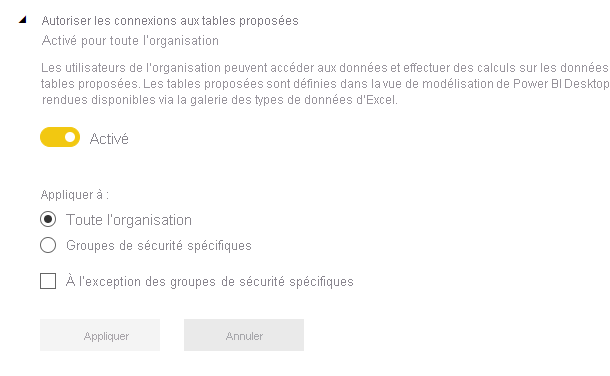 Autoriser les connexions aux tables proposées
Activé pour toute l'organisation
Les utilisateurs de l'organisation peuvent accéder aux données et effectuer des calculs sur les données
tables proposées. Les tables proposées sont définies dans la vue de modélisation de Power BI Desktop
rendues disponibles via la galerie des types de données d'Excel.
Activé
Appliquer à :
Toute l'organisation
Groupes de sécurité spécifiques
À l'exception des groupes de sécurité spécifiques
Appliquer
Annuler